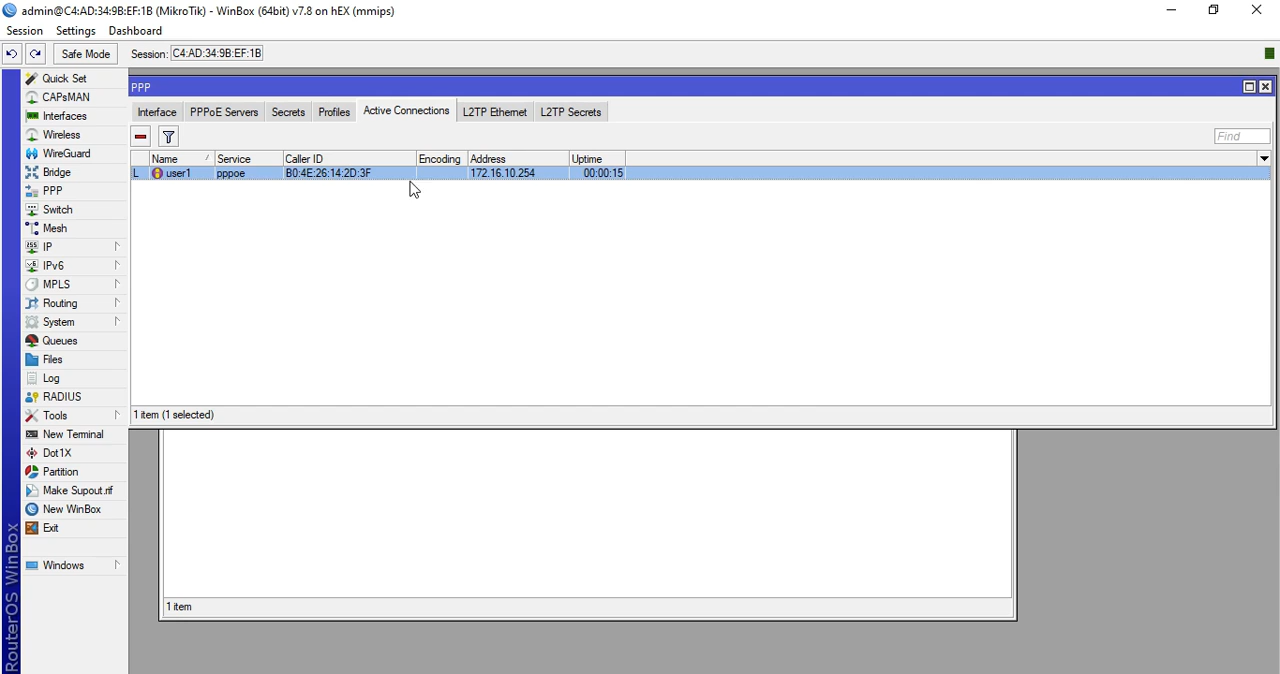 admin@C4:AD:34:9B:EF:1B (MikroTik) - WinBox (64bit) v7.8 on hEX (mmips)
Session Settings Dashboard
Safe Mode Session: C4:AD:34:9B:EF:1B
Quick Set
CAPsMAN
Interfaces
Wireless
WireGuard
Bridge
PPP
Switch
Mesh
IP
IPv6
MPLS
Routing
System
Queues
Files
Log
RADIUS
Tools
New Terminal
Dot1X
Partition
Make Supout.rif
New WinBox
Exit
Windows
RouterOS WinBox
PPP
Interface PPPoE Servers Secrets Profiles Active Connections L2TP Ethernet L2TP Secrets
Find
Name Service Caller ID Encoding Address Uptime
L user1 pppoe B0:4E:26:14:2D:3F 172.16.10.254 00:00:15
1 item (1 selected)
1 item